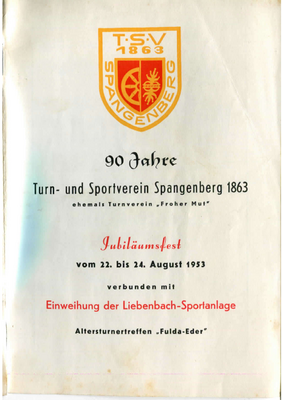 T·S·V
1863
SPANGENBERG
90 Jahre
Turn- und Sportverein Spangenberg 1863
ehemals Turnverein „Froher Mut"
Jubiläumsfest
vom 22. bis 24. August 1953
verbunden mit
Einweihung der Liebenbach-Sportanlage
Altersturnertreffen „Fulda-Eder"